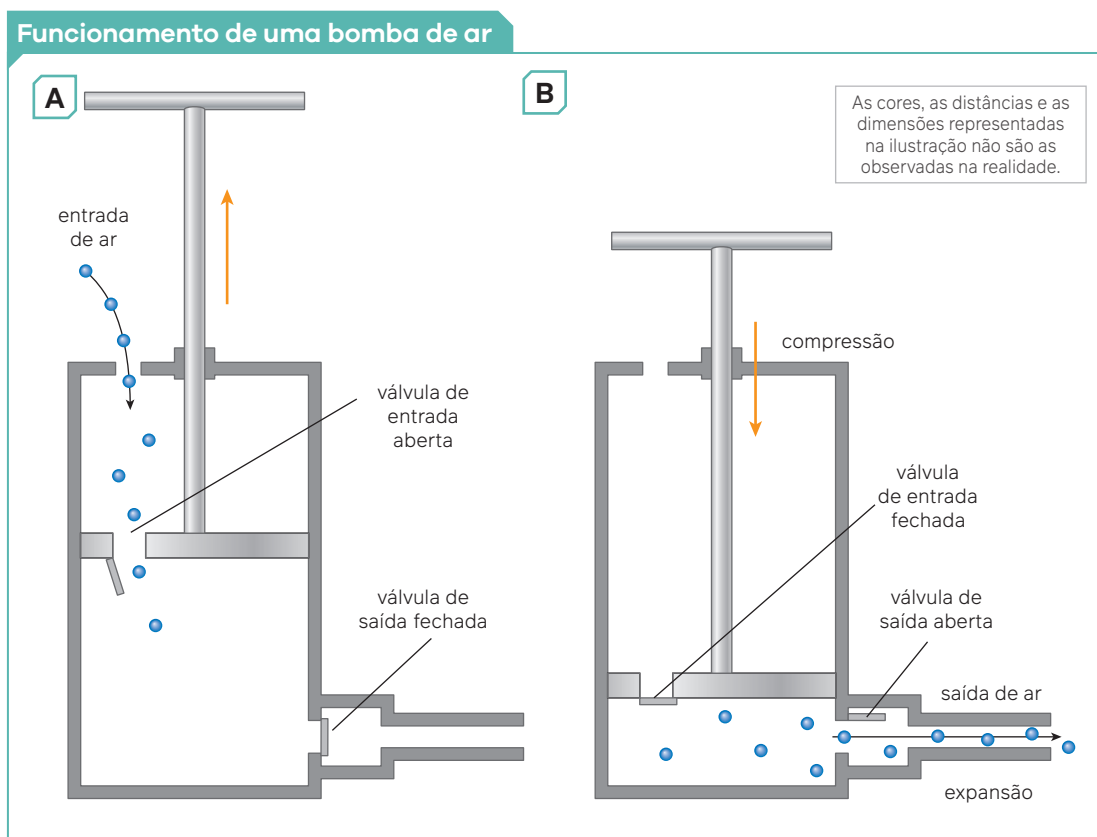 Funcionamento de uma bomba de ar
A
entrada
de ar
válvula de
entrada
aberta
válvula de
saída fechada
B
As cores, as distâncias e as
dimensões representadas
na ilustração não são as
observadas na realidade.
compressão
válvula
de entrada
fechada
válvula de
saída aberta
saída de ar
expansão